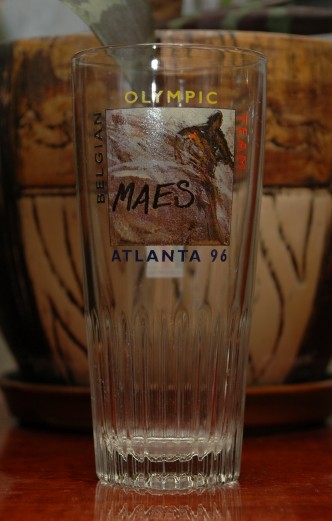 OLYMPIC
BELGIAN
TEAM
MAES
ATLANTA 96